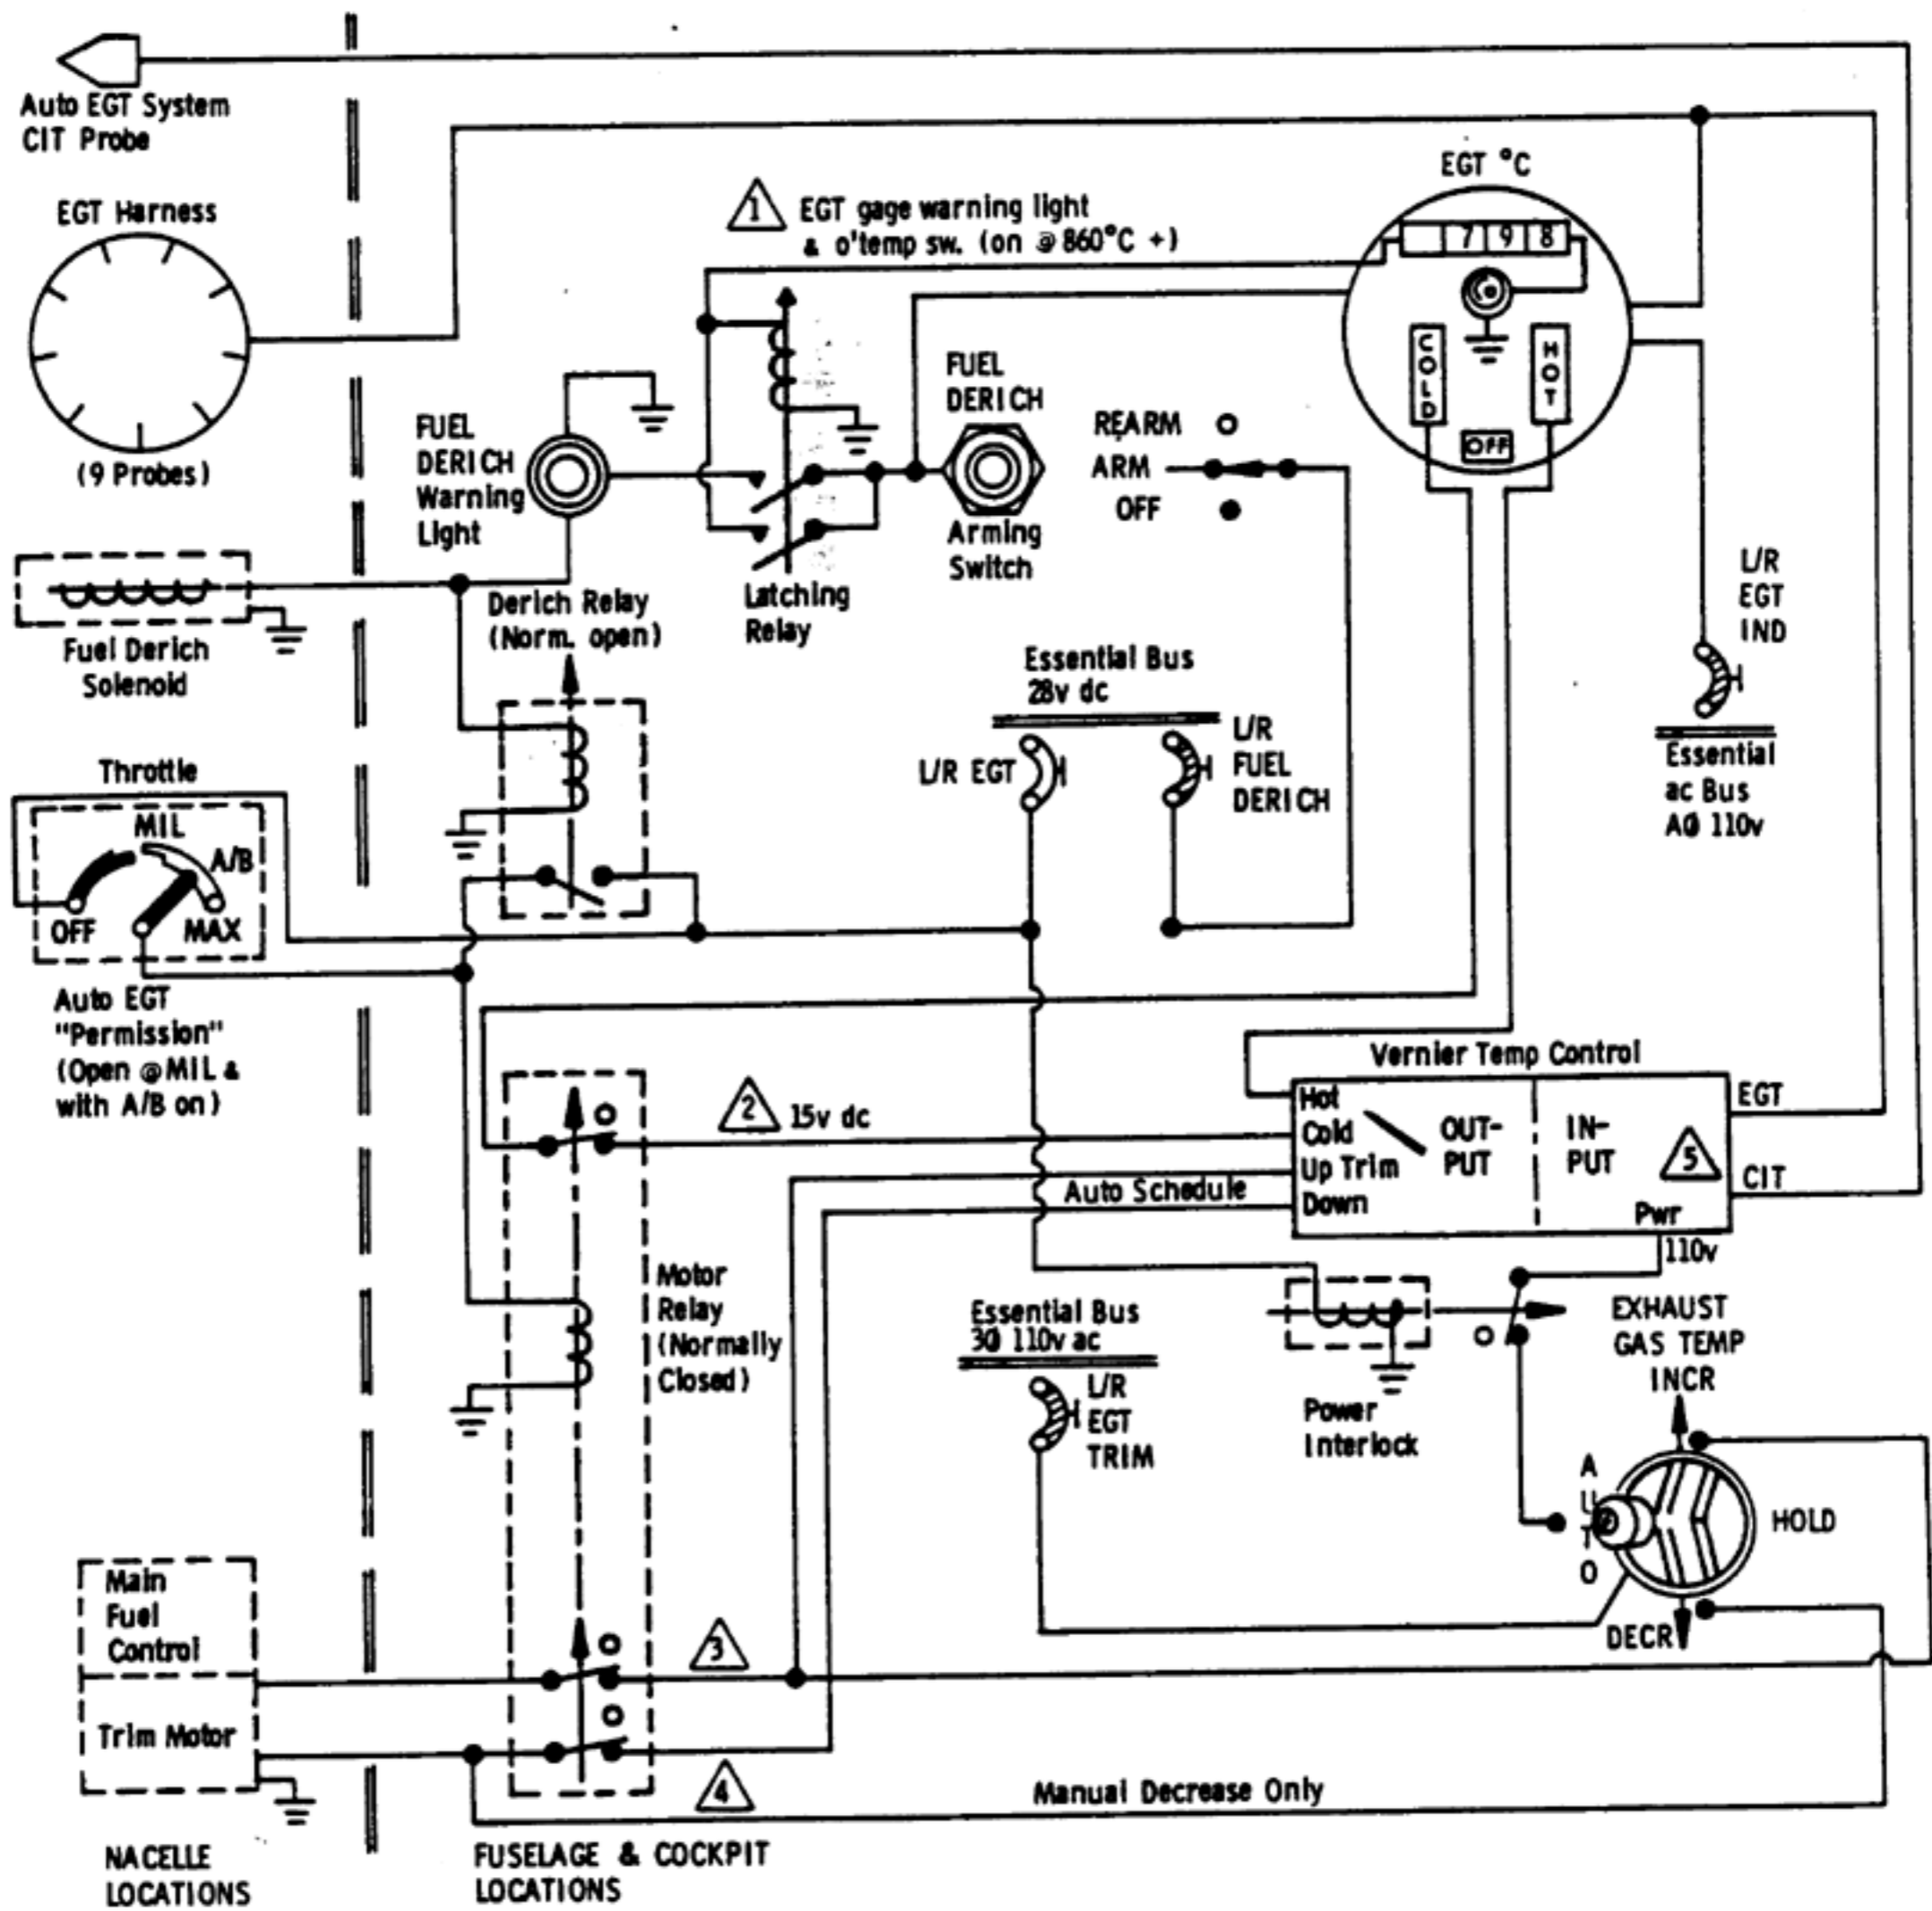 Auto EGT System
CIT Probe
EGT Harness
(9 Probes)
1
EGT gage warning light
& o'temp sw. (on @ 860°C +)
EGT °C
7 9 8
COLD
HOT
OFF
FUEL
DERICH
Warning
Light
FUEL
DERICH
Arming
Switch
REARM
ARM
OFF
Latching
Relay
L/R
EGT
IND
Fuel Derich
Solenoid
Derich Relay
(Norm. open)
Essential Bus
28v dc
L/R EGT
L/R
FUEL
DERICH
Essential
ac Bus
AØ 110v
Throttle
MIL
A/B
OFF
MAX
Auto EGT
"Permission"
(Open @ MIL &
with A/B on)
2
15v dc
Vernier Temp Control
Hot
Cold
Up Trim
Down
OUT-
PUT
IN-
PUT
5
Pwr
EGT
CIT
110v
Auto Schedule
Motor
Relay
(Normally
Closed)
Essential Bus
3Ø 110v ac
L/R
EGT
TRIM
Power
Interlock
EXHAUST
GAS TEMP
INCR
AUTO
HOLD
DECR
Main
Fuel
Control
Trim Motor
3
4
Manual Decrease Only
NACELLE
LOCATIONS
FUSELAGE & COCKPIT
LOCATIONS